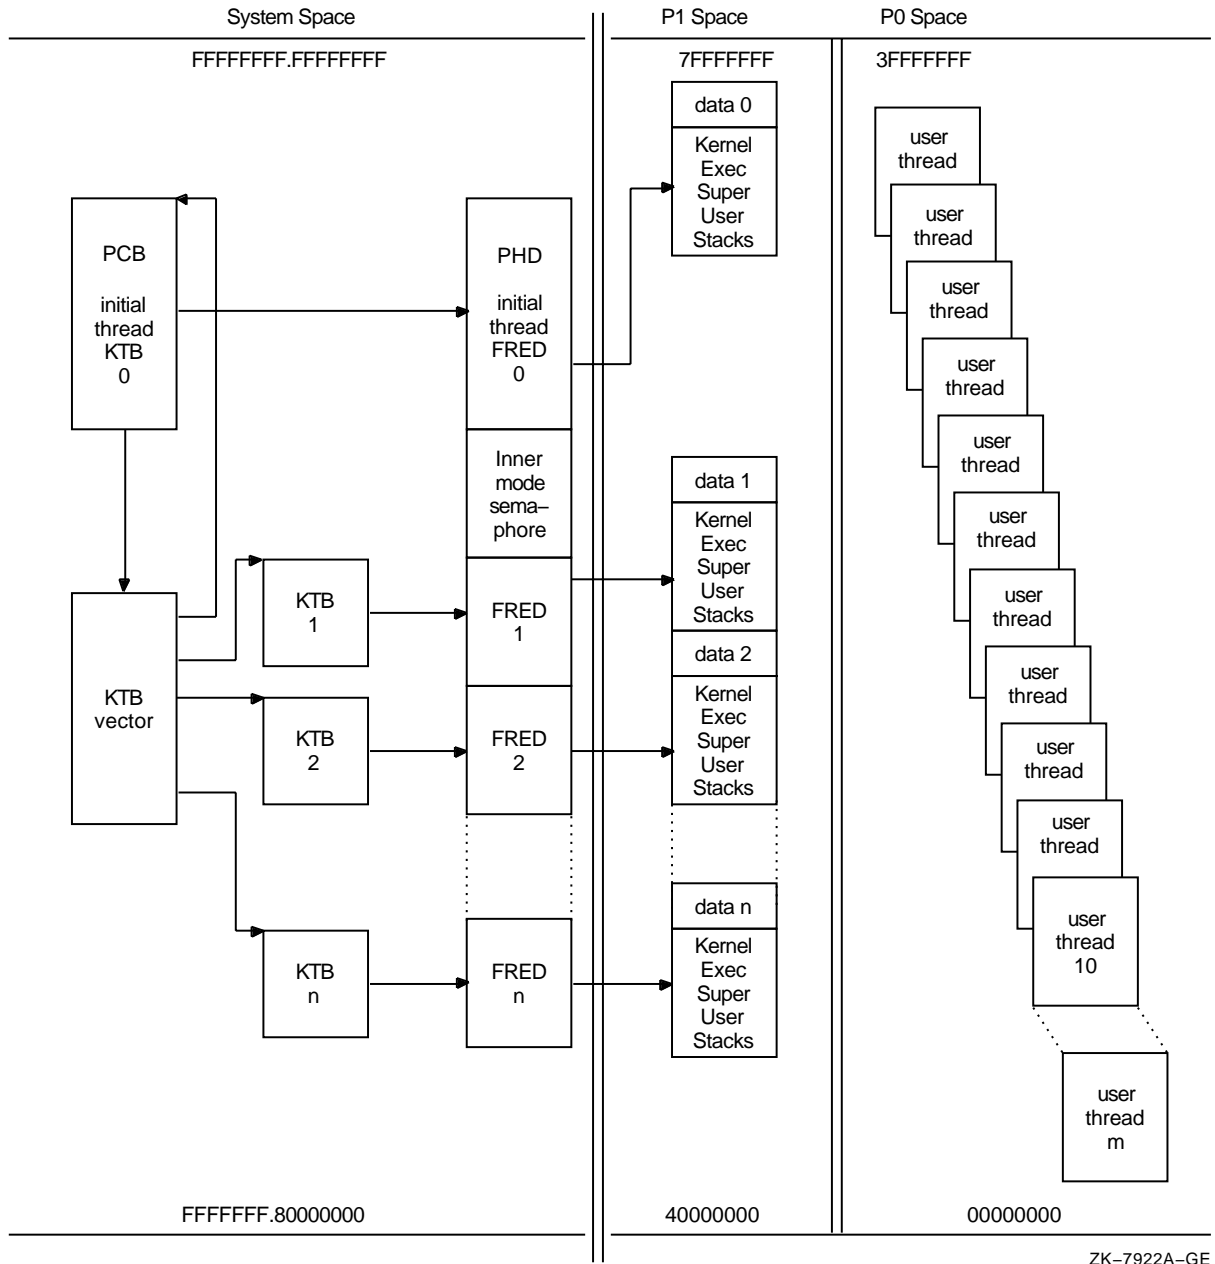 System Space
P1 Space
P0 Space
FFFFFFFF.FFFFFFFF
7FFFFFFF
3FFFFFFF
PCB
initial
thread
KTB
0
PHD
initial
thread
FRED
0
Inner
mode
sema–
phore
KTB
vector
KTB
1
FRED
1
KTB
2
FRED
2
KTB
n
FRED
n
data 0
Kernel
Exec
Super
User
Stacks
data 1
Kernel
Exec
Super
User
Stacks
data 2
Kernel
Exec
Super
User
Stacks
data n
Kernel
Exec
Super
User
Stacks
user
thread
user
thread
user
thread
user
thread
user
thread
user
thread
user
thread
user
thread
user
thread
user
thread
user
thread
10
user
thread
m
FFFFFFF.80000000
40000000
00000000
ZK–7922A–GE